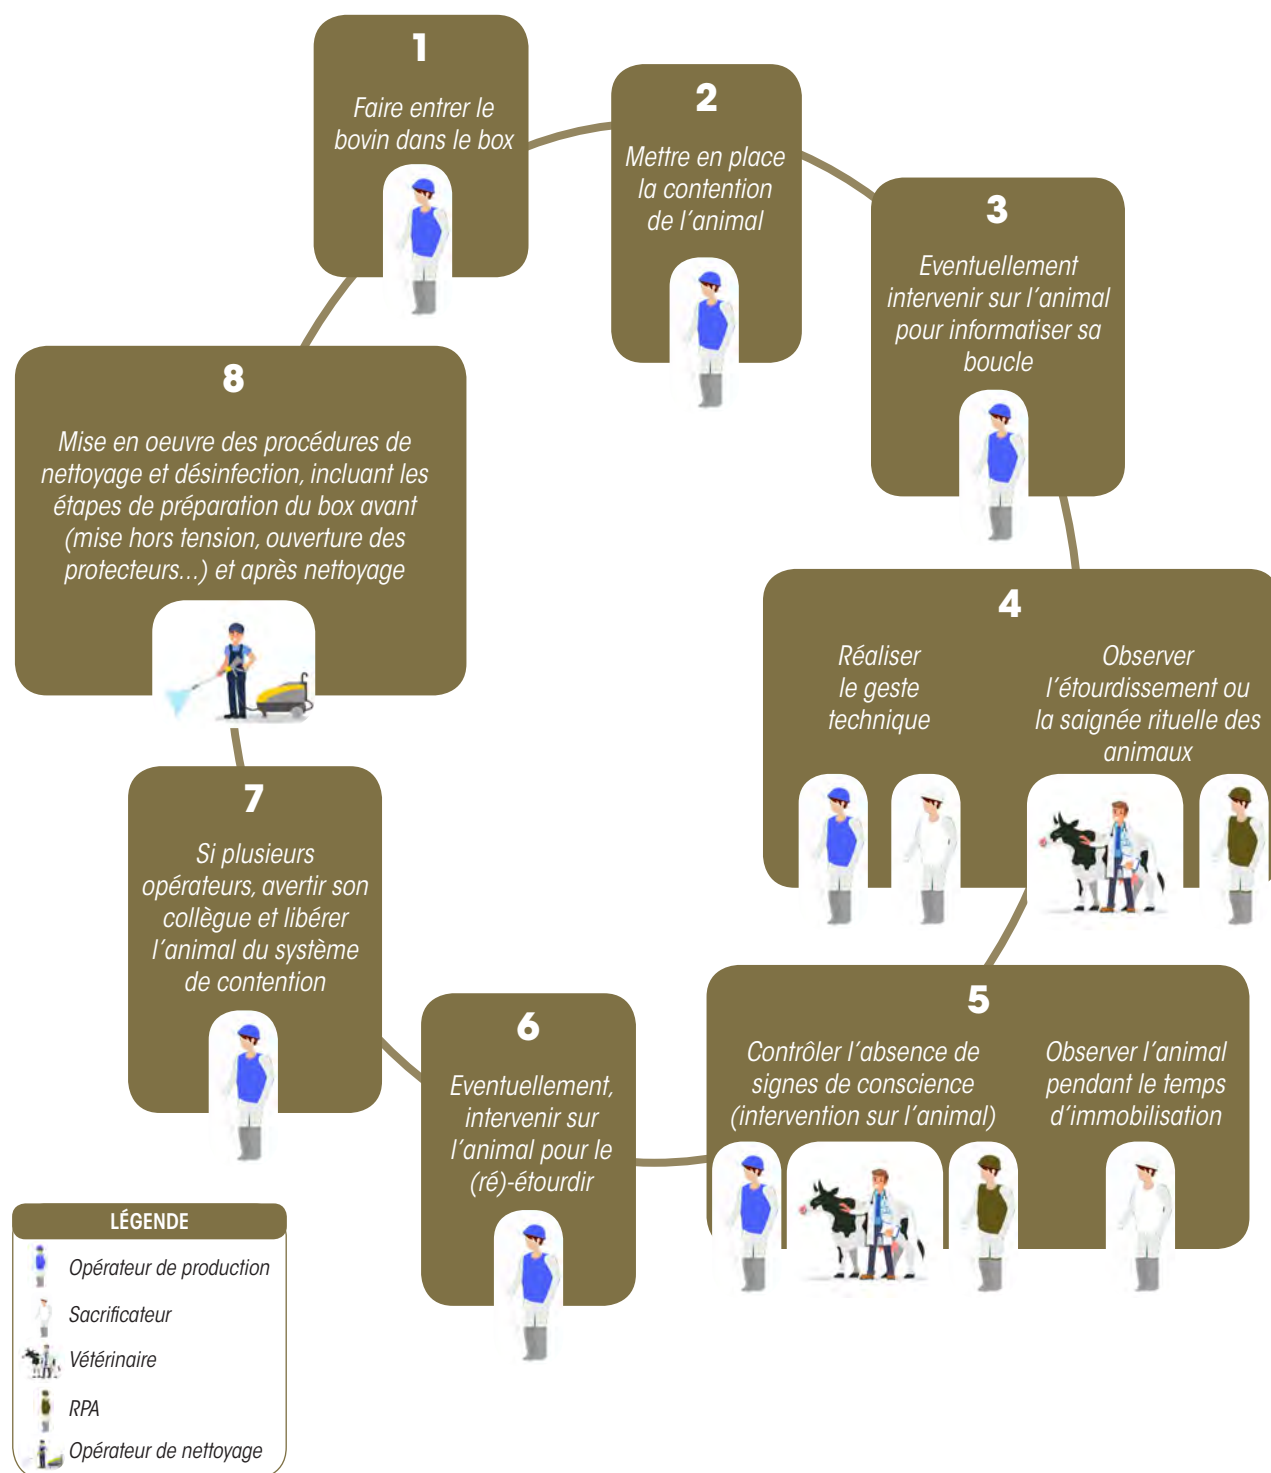 1
Faire entrer le
bovin dans le box
2
Mettre en place
la contention
de l'animal
3
Eventuellement
intervenir sur l'animal
pour informatiser sa
boucle
4
Réaliser
le geste
technique
Observer
l'étourdissement ou
la saignée rituelle des
animaux
5
Contrôler l'absence de
signes de conscience
(intervention sur l'animal)
Observer l'animal
pendant le temps
d'immobilisation
6
Eventuellement,
intervenir sur
l'animal pour le
(ré)-étourdir
7
Si plusieurs
opérateurs, avertir son
collègue et libérer
l'animal du système
de contention
8
Mise en oeuvre des procédures de
nettoyage et désinfection, incluant les
étapes de préparation du box avant
(mise hors tension, ouverture des
protecteurs...) et après nettoyage
LÉGENDE
Opérateur de production
Sacrificateur
Vétérinaire
RPA
Opérateur de nettoyage